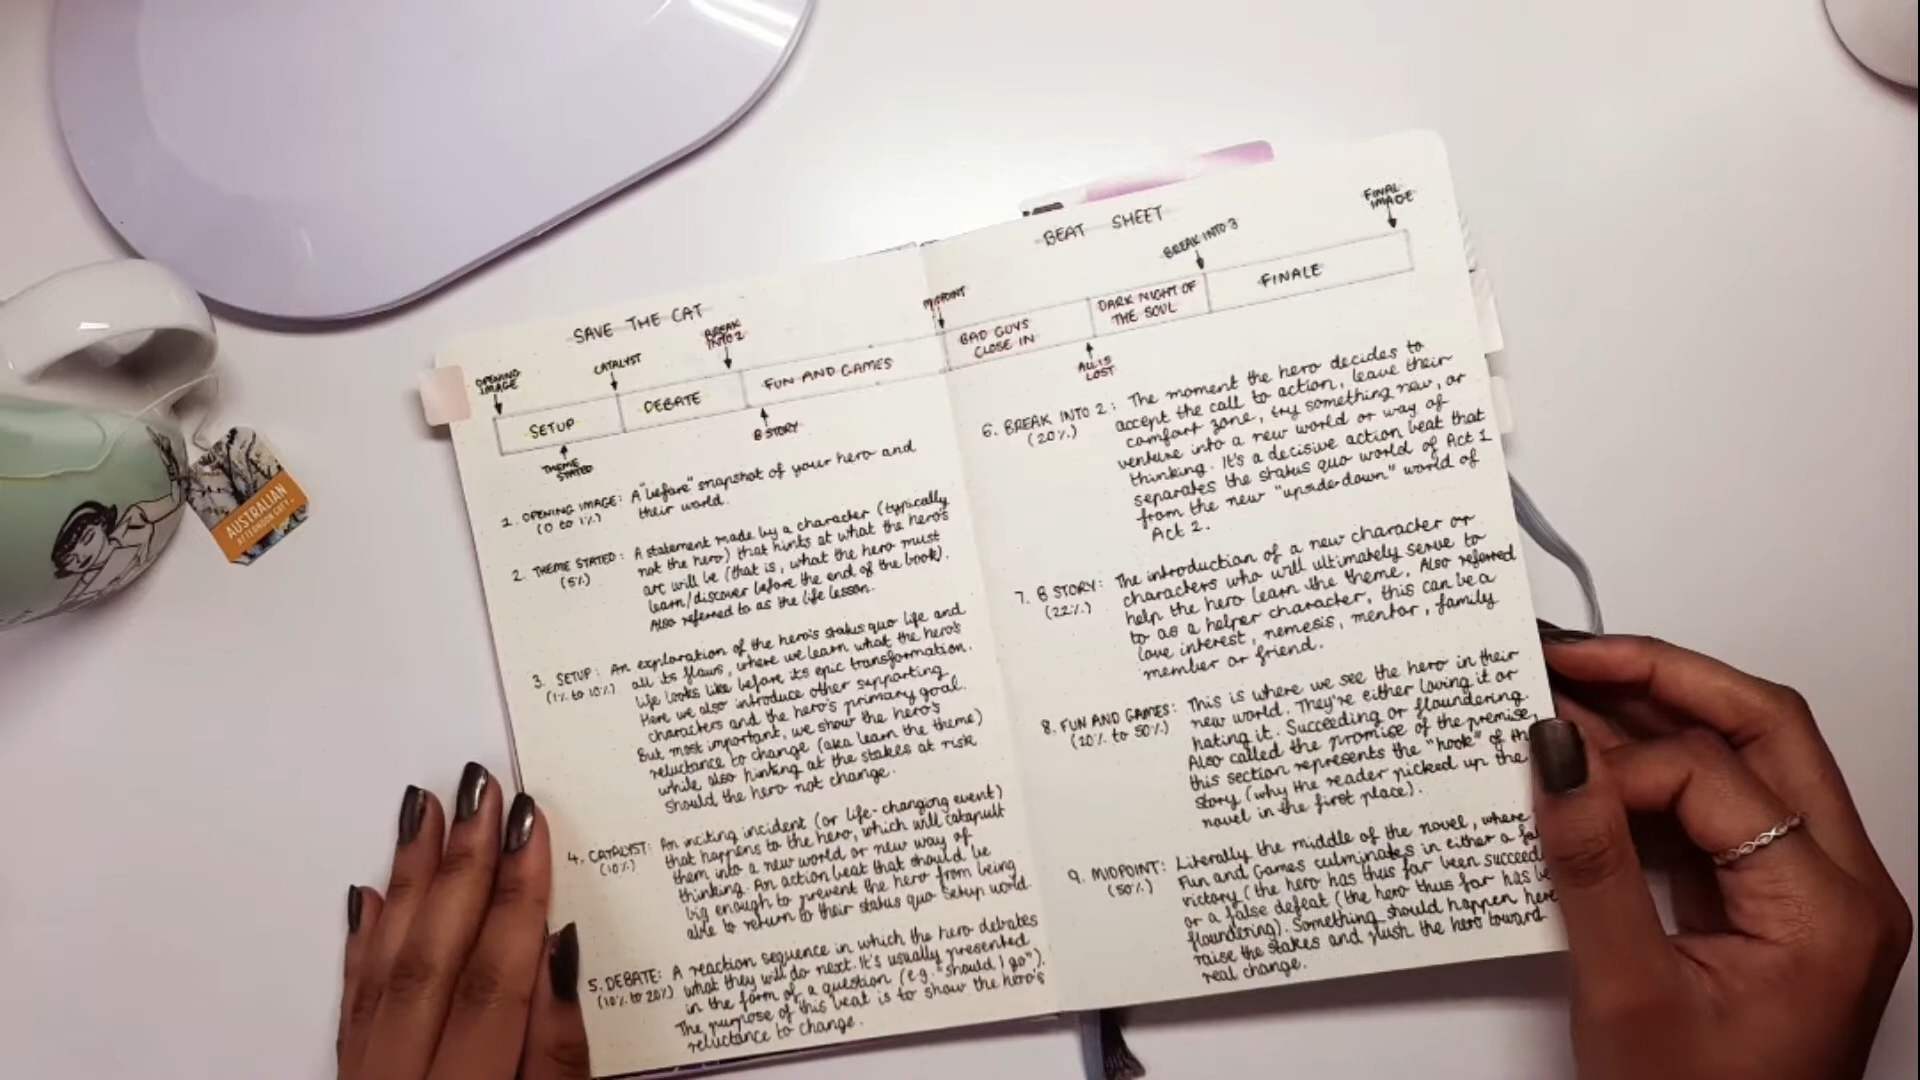 SAVE THE CAT
OPENING
IMAGE
CATALYST
BREAK
INTO 2
SETUP
DEBATE
FUN AND GAMES
THEME
STATED
B STORY
1. OPENING IMAGE: A "before" snapshot of your hero and
(0 to 1%) their world.
2. THEME STATED: A statement made by a character (typically
(5%) not the hero) that hints at what the hero's
arc will be (that is, what the hero must
learn/discover before the end of the book).
Also referred to as the life lesson.
3. SETUP: An exploration of the hero's status quo life and
(1% to 10%) all its flaws, where we learn what the hero's
life looks like before its epic transformation.
Here we also introduce other supporting
characters and the hero's primary goal.
But most important, we show the hero's
reluctance to change (aka learn the theme)
while also hinting at the stakes at risk
should the hero not change.
4. CATALYST: An inciting incident (or life-changing event)
(10%) that happens to the hero, which will catapult
them into a new world or new way of
thinking. An action beat that should be
big enough to prevent the hero from being
able to return to their status quo Setup world.
5. DEBATE: A reaction sequence in which the hero debates
(10% to 20%) what they will do next. It's usually presented
in the form of a question (e.g. "should I go").
The purpose of this beat is to show the hero's
reluctance to change.
BEAT SHEET
MIDPOINT
BREAK INTO 3
FINAL
IMAGE
BAD GUYS
CLOSE IN
DARK NIGHT OF
THE SOUL
FINALE
ALL IS
LOST
6. BREAK INTO 2: The moment the hero decides to
(20%) accept the call to action, leave their
comfort zone, try something new, or
venture into a new world or way of
thinking. It's a decisive action beat that
separates the status quo world of Act 1
from the new "upside-down" world of
Act 2.
7. B STORY: The introduction of a new character or
(22%) characters who will ultimately serve to
help the hero learn the theme. Also referred
to as a helper character, this can be a
love interest, nemesis, mentor, family
member or friend.
8. FUN AND GAMES: This is where we see the hero in their
(20% to 50%) new world. They're either loving it or
hating it. Succeeding or floundering.
Also called the promise of the premise,
this section represents the "hook" of th
story (why the reader picked up the
novel in the first place).
9. MIDPOINT: Literally the middle of the novel, where
(50%) Fun and Games culminates in either a fal
victory (the hero has thus far been succeed
or a false defeat (the hero thus far has be
floundering). Something should happen here
raise the stakes and push the hero toward
real change.
AUSTRALIAN
AFTERNOON